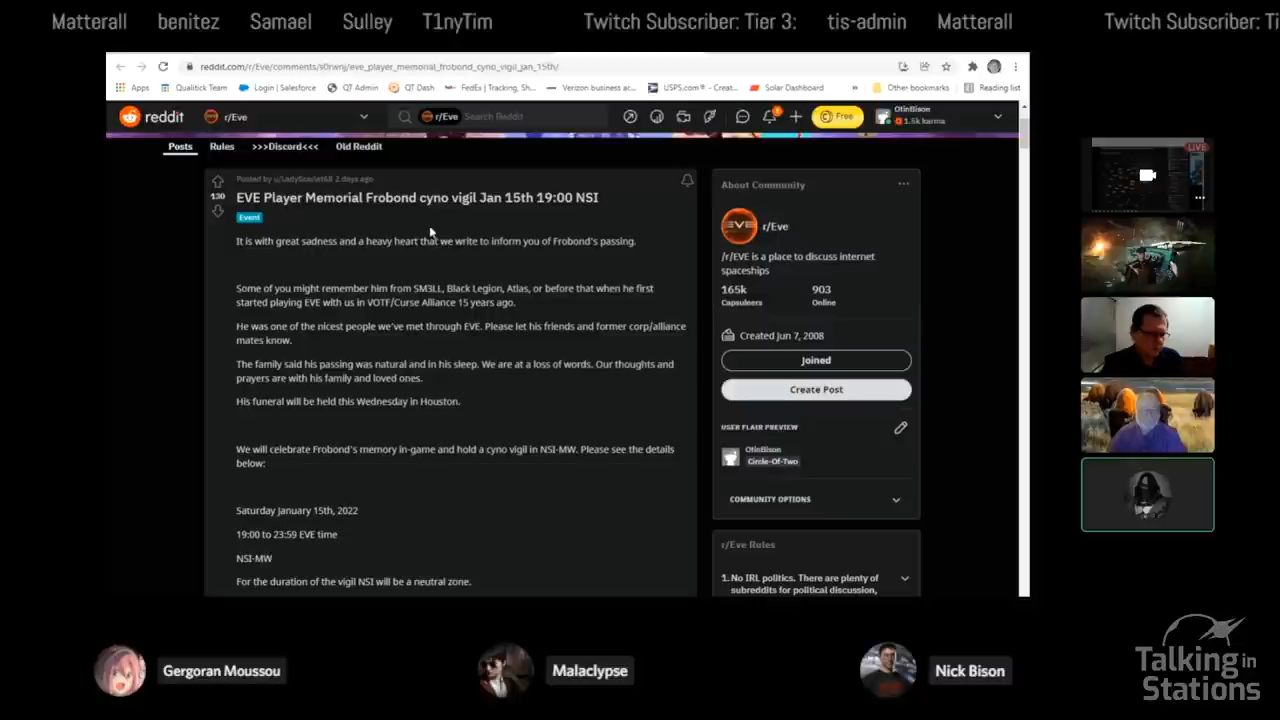 Matterall benitez Samael Sulley T1nyTim Twitch Subscriber: Tier 3: tis-admin Matterall Twitch Subscriber: Ti
reddit.com/r/Eve/comments/s0rwnj/eve_player_memorial_frobond_cyno_vigil_jan_15th/
Apps Qualitick Team Login | Salesforce QT Admin QT Dash FedEx | Tracking, Sh... Verizon business ac... USPS.com® - Creat... Solar Dashboard » Other bookmarks Reading list
reddit r/Eve r/Eve Search Reddit Free OtinBison
1.5k karma
Posts Rules >>>Discord<<< Old Reddit
Posted by u/LadyScarlet68 2 days ago
130
EVE Player Memorial Frobond cyno vigil Jan 15th 19:00 NSI
Event
It is with great sadness and a heavy heart that we write to inform you of Frobond's passing.
Some of you might remember him from SM3LL, Black Legion, Atlas, or before that when he first
started playing EVE with us in VOTF/Curse Alliance 15 years ago.
He was one of the nicest people we've met through EVE. Please let his friends and former corp/alliance
mates know.
The family said his passing was natural and in his sleep. We are at a loss of words. Our thoughts and
prayers are with his family and loved ones.
His funeral will be held this Wednesday in Houston.
We will celebrate Frobond's memory in-game and hold a cyno vigil in NSI-MW. Please see the details
below:
Saturday January 15th, 2022
19:00 to 23:59 EVE time
NSI-MW
For the duration of the vigil NSI will be a neutral zone.
About Community
EVE
r/Eve
/r/EVE is a place to discuss internet
spaceships
165k 903
Capsuleers Online
Created Jun 7, 2008
Joined
Create Post
USER FLAIR PREVIEW
OtinBison
Circle-Of-Two
COMMUNITY OPTIONS
r/Eve Rules
1. No IRL politics. There are plenty of
subreddits for political discussion,
LIVE
Gergoran Moussou Malaclypse Nick Bison
Talking in
Stations